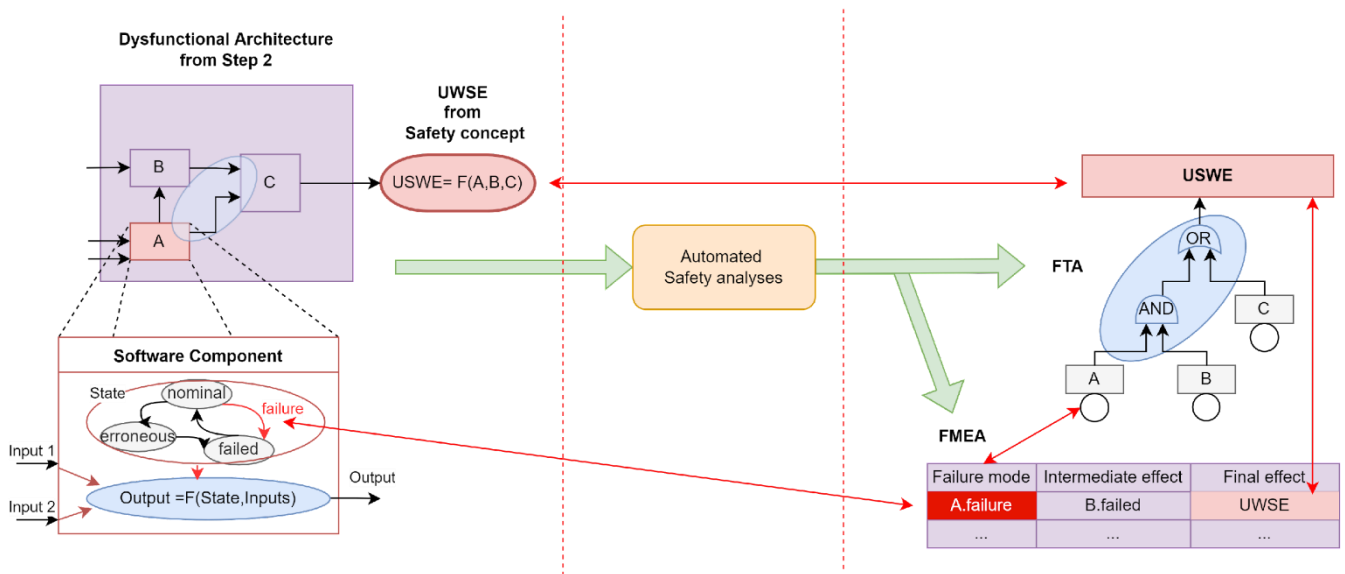 Dysfunctional Architecture
from Step 2
B
C
A
UWSE
from
Safety concept
USWE= F(A,B,C)
Software Component
State
nominal
failure
erroneous
failed
Input 1
Input 2
Output =F(State,Inputs)
Output
Automated
Safety analyses
FTA
FMEA
USWE
OR
AND
C
A
B
Failure mode Intermediate effect Final effect
A.failure B.failed UWSE
... ... ...